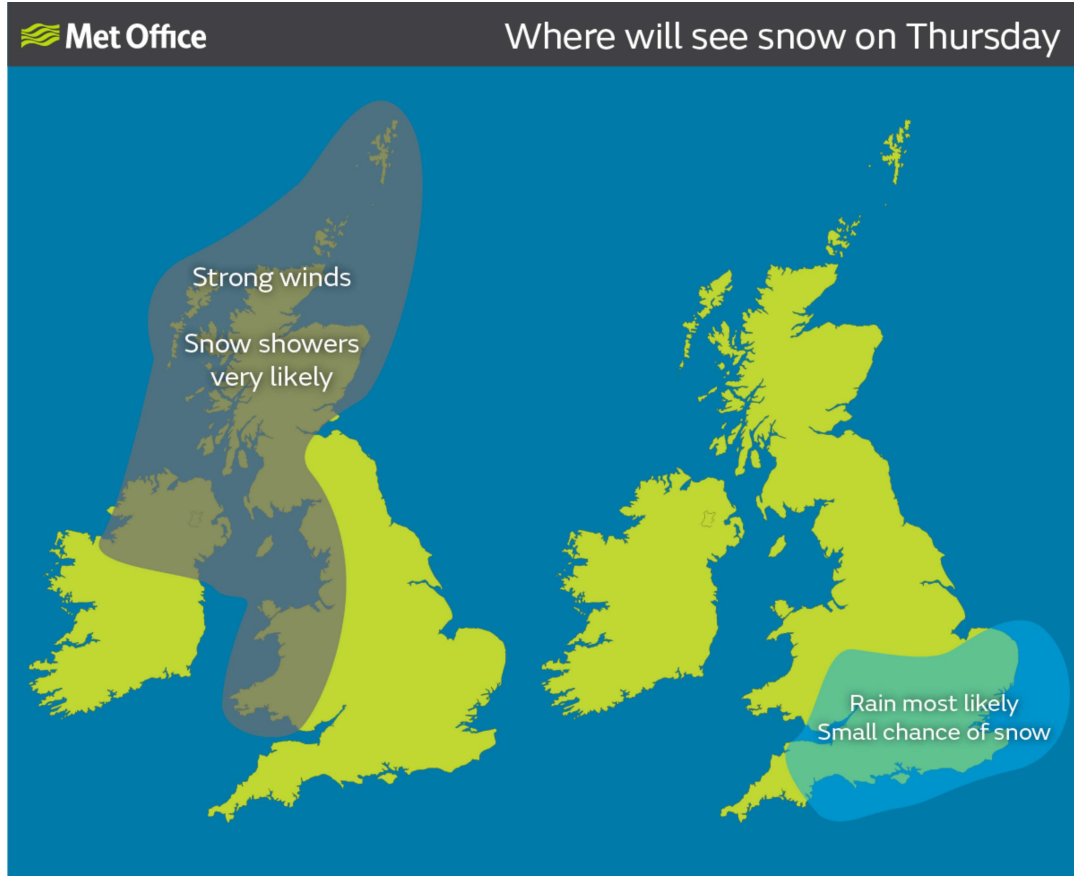 Met Office
Where will see snow on Thursday
Strong winds
Snow showers
very likely
Rain most likely
Small chance of snow